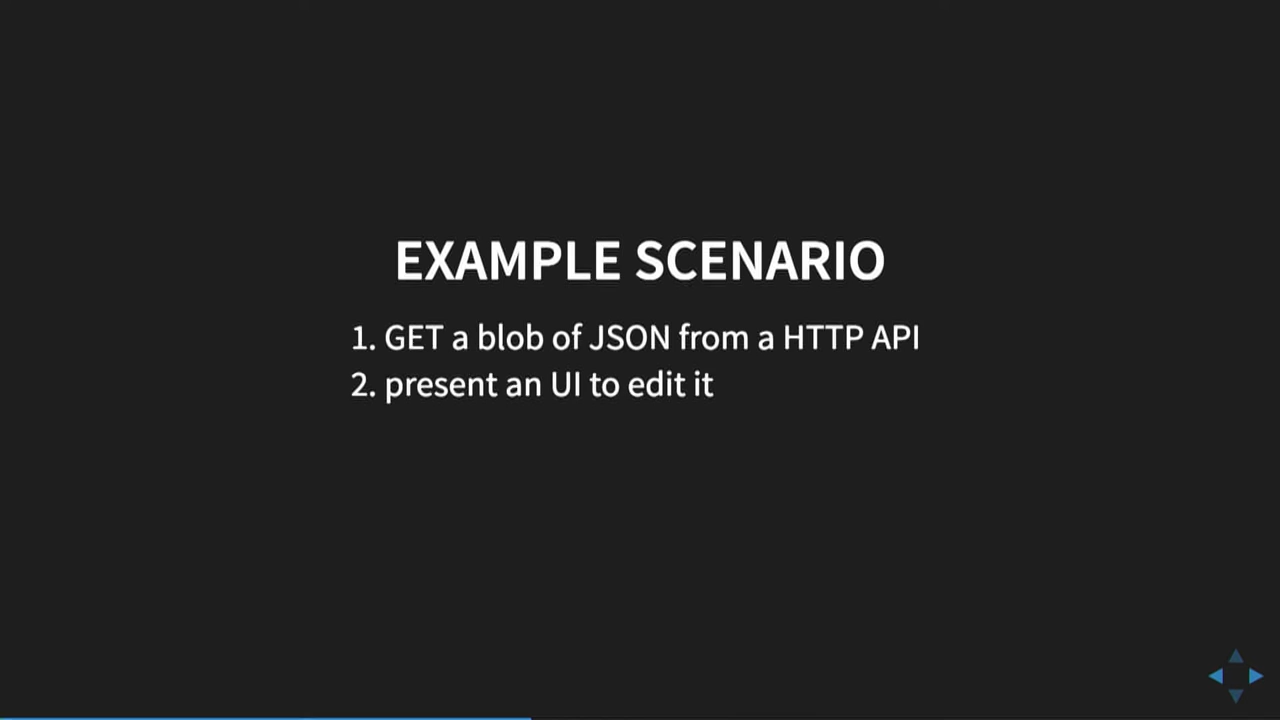 EXAMPLE SCENARIO
1. GET a blob of JSON from a HTTP API
2. present an UI to edit it